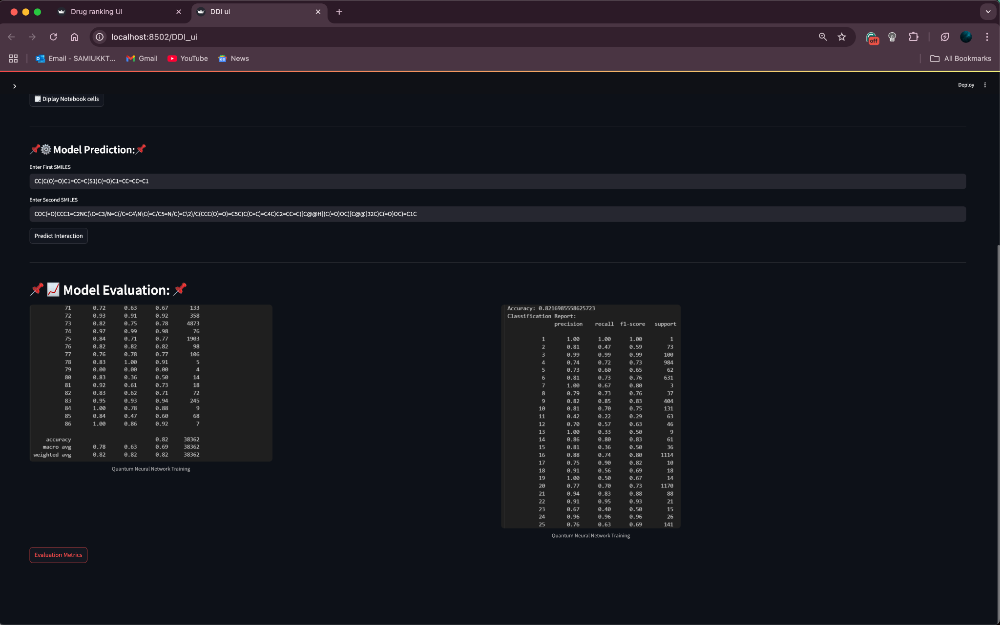 Drug ranking UI
DDI ui
localhost:8502/DDI_ui
off
Email - SAMIUKKT...
Gmail
YouTube
News
All Bookmarks
Deploy
Diplay Notebook cells
Model Prediction:
Enter First SMILES
CC(C(O)=O)C1=CC=C(S1)C(=O)C1=CC=CC=C1
Enter Second SMILES
COC(=O)CCC1=C2NC(\C=C3/N=C(/C=C4\N\C(=C/C5=N/C(=C\2)/C(CCC(O)=O)=C5C)C(C=C)=C4C)C2=CC=C([C@@H](C(=O)OC)[C@@]32C)C(=O)OC)=C1C
Predict Interaction
Model Evaluation:
71 0.72 0.63 0.67 133
72 0.93 0.91 0.92 358
73 0.82 0.75 0.78 4873
74 0.97 0.99 0.98 76
75 0.84 0.71 0.77 1903
76 0.82 0.82 0.82 98
77 0.76 0.78 0.77 106
78 0.83 1.00 0.91 5
79 0.00 0.00 0.00 4
80 0.83 0.36 0.50 14
81 0.92 0.61 0.73 18
82 0.83 0.62 0.71 72
83 0.95 0.93 0.94 245
84 1.00 0.78 0.88 9
85 0.84 0.47 0.60 68
86 1.00 0.86 0.92 7
accuracy 0.82 38362
macro avg 0.78 0.63 0.69 38362
weighted avg 0.82 0.82 0.82 38362
Quantum Neural Network Training
Accuracy: 0.8216985558625723
Classification Report:
precision recall f1-score support
1 1.00 1.00 1.00 1
2 0.81 0.47 0.59 73
3 0.99 0.99 0.99 100
4 0.74 0.72 0.73 984
5 0.73 0.60 0.65 62
6 0.81 0.73 0.76 631
7 1.00 0.67 0.80 3
8 0.79 0.73 0.76 37
9 0.82 0.85 0.83 404
10 0.81 0.70 0.75 131
11 0.42 0.22 0.29 63
12 0.70 0.57 0.63 46
13 1.00 0.33 0.50 9
14 0.86 0.80 0.83 61
15 0.81 0.36 0.50 36
16 0.88 0.74 0.80 1114
17 0.75 0.90 0.82 10
18 0.91 0.56 0.69 18
19 1.00 0.50 0.67 14
20 0.77 0.70 0.73 1170
21 0.94 0.83 0.88 88
22 0.91 0.95 0.93 21
23 0.67 0.40 0.50 15
24 0.96 0.96 0.96 26
25 0.76 0.63 0.69 141
Quantum Neural Network Training
Evaluation Metrics